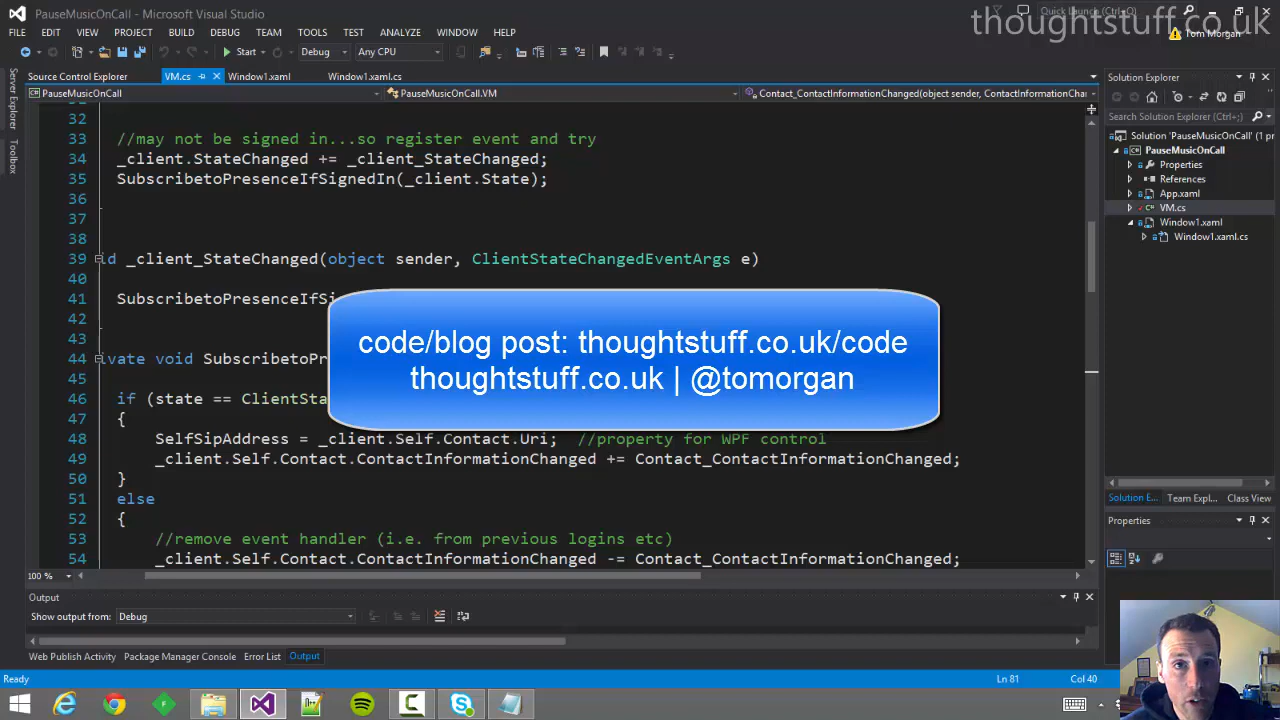 PauseMusicOnCall - Microsoft Visual Studio
Quick Launch (Ctrl+Q)
thoughtstuff.co.uk
FILE EDIT VIEW PROJECT BUILD DEBUG TEAM TOOLS TEST ANALYZE WINDOW HELP
Tom Morgan
Start Debug Any CPU
Source Control Explorer VM.cs Window1.xaml Window1.xaml.cs
Solution Explorer
PauseMusicOnCall PauseMusicOnCall.VM Contact_ContactInformationChanged(object sender, ContactInformationChar
Server Explorer
Toolbox
Search Solution Explorer (Ctrl+;)
Solution 'PauseMusicOnCall' (1 pr
PauseMusicOnCall
Properties
References
App.xaml
VM.cs
Window1.xaml
Window1.xaml.cs
32
33 //may not be signed in...so register event and try
34 _client.StateChanged += _client_StateChanged;
35 SubscribetoPresenceIfSignedIn(_client.State);
36
37
38
39 d _client_StateChanged(object sender, ClientStateChangedEventArgs e)
40
41 SubscribetoPresenceIfSi
42
43
44 vate void SubscribetoPr
45
46 if (state == ClientSta
47 {
48 SelfSipAddress = _client.Self.Contact.Uri; //property for WPF control
49 _client.Self.Contact.ContactInformationChanged += Contact_ContactInformationChanged;
50 }
51 else
52 {
53 //remove event handler (i.e. from previous logins etc)
54 _client.Self.Contact.ContactInformationChanged -= Contact_ContactInformationChanged;
code/blog post: thoughtstuff.co.uk/code
thoughtstuff.co.uk | @tomorgan
Solution E... Team Expl... Class View
Properties
100 %
Output
Show output from: Debug
Web Publish Activity Package Manager Console Error List Output
Ready Ln 81 Col 40